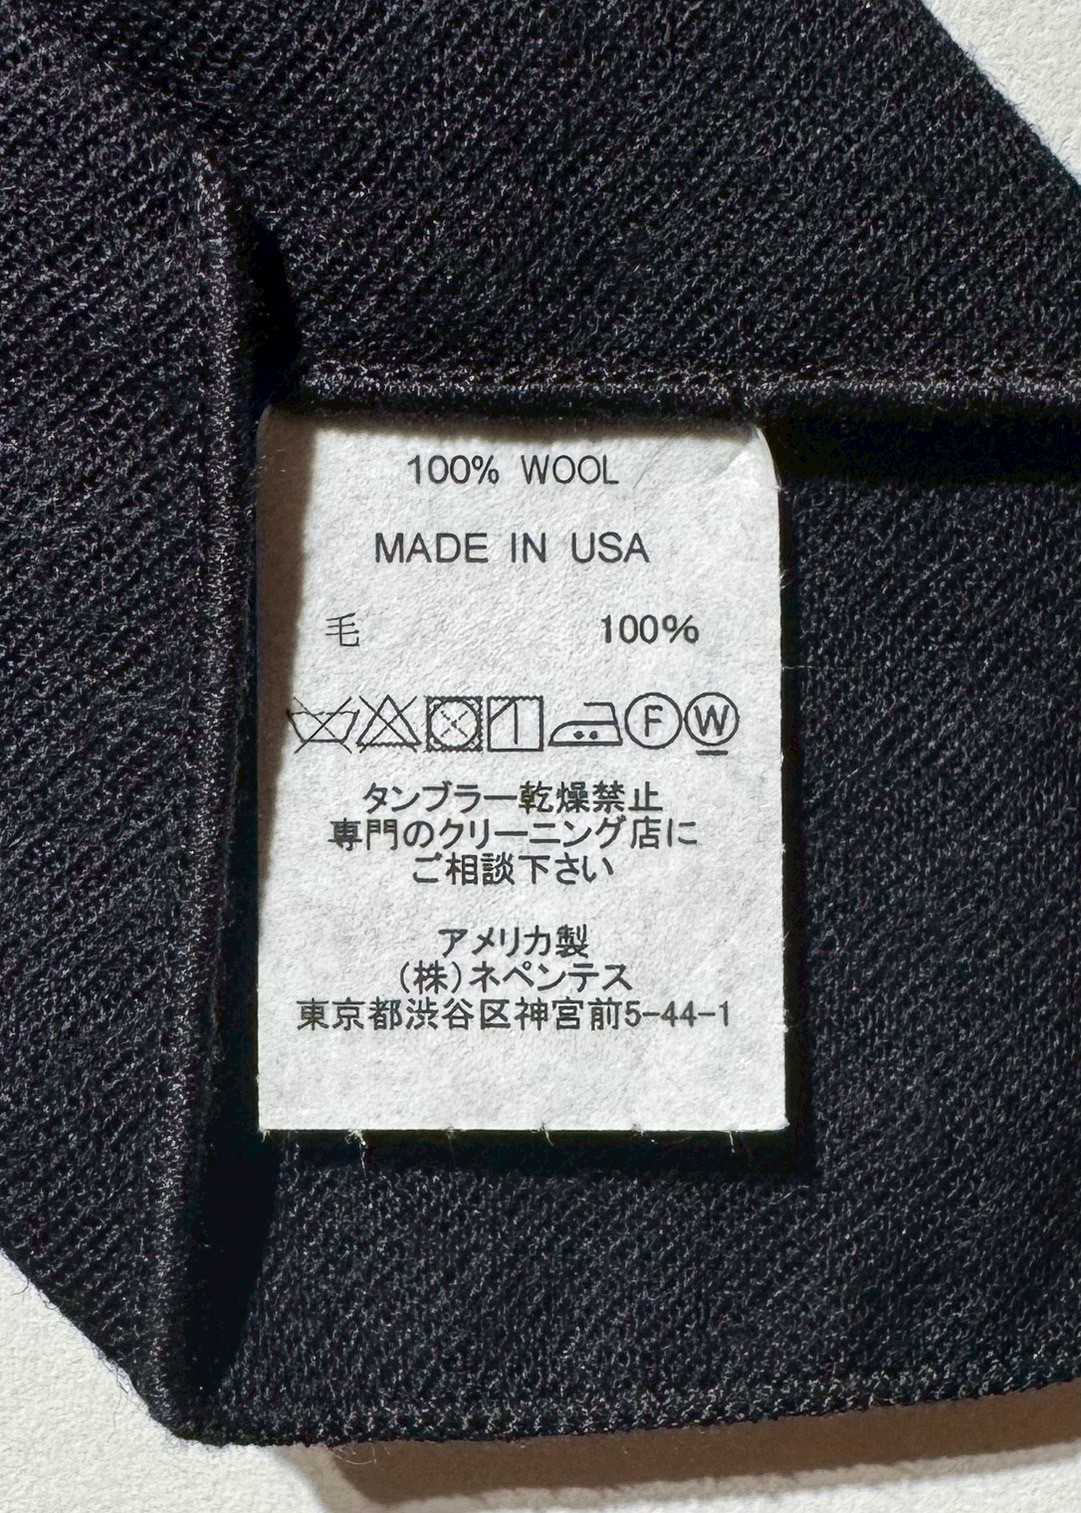 100% WOOL
MADE IN USA
毛 100%
F W
タンブラー乾燥禁止
専門のクリーニング店に
ご相談下さい
アメリカ製
(株)ネペンテス
東京都渋谷区神宮前5-44-1